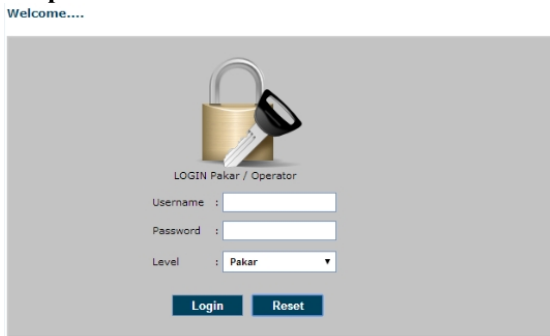 Welcome....
LOGIN Pakar / Operator
Username :
Password :
Level : Pakar
Login Reset